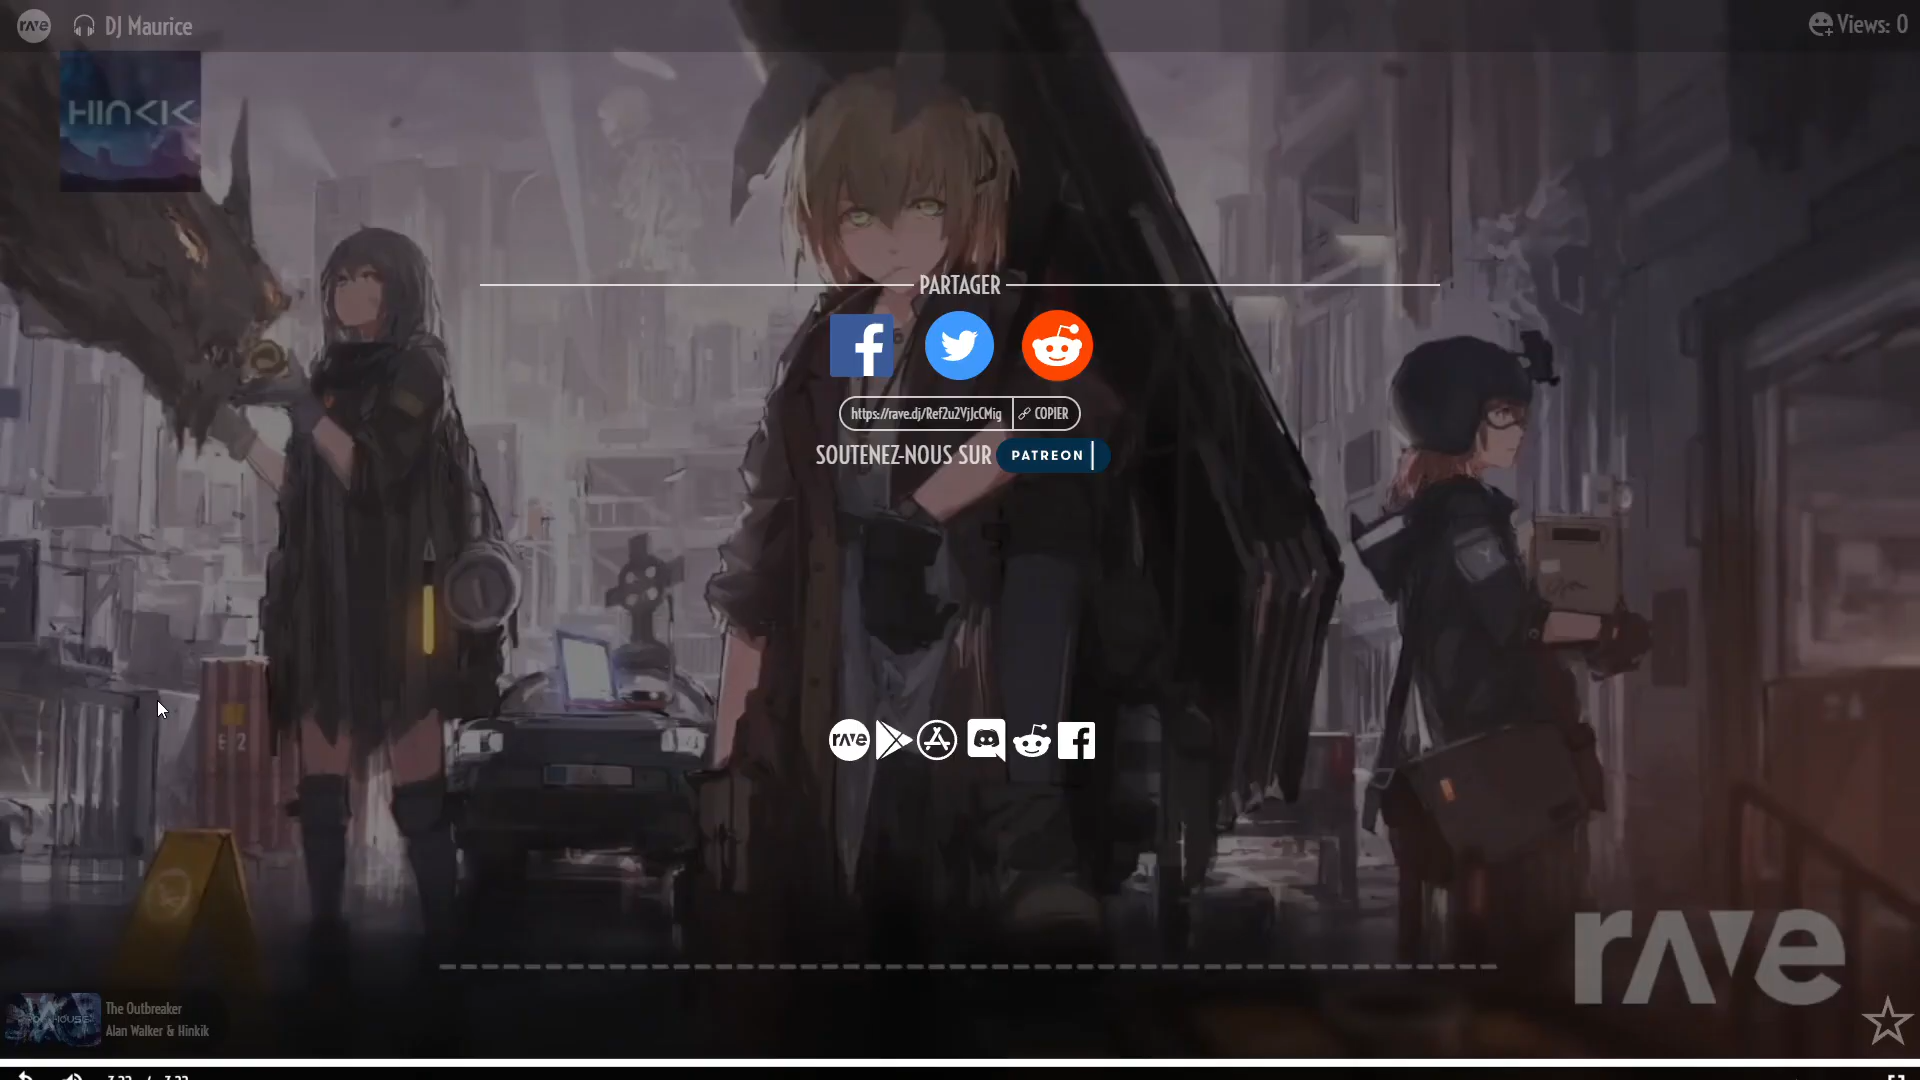 rave
DJ Maurice
Views: 0
HINKIK
PARTAGER
https://rave.dj/Ref2u2VjJcCMig
COPIER
SOUTENEZ-NOUS SUR
PATREON
rave
rave
The Outbreaker
Alan Walker & Hinkik